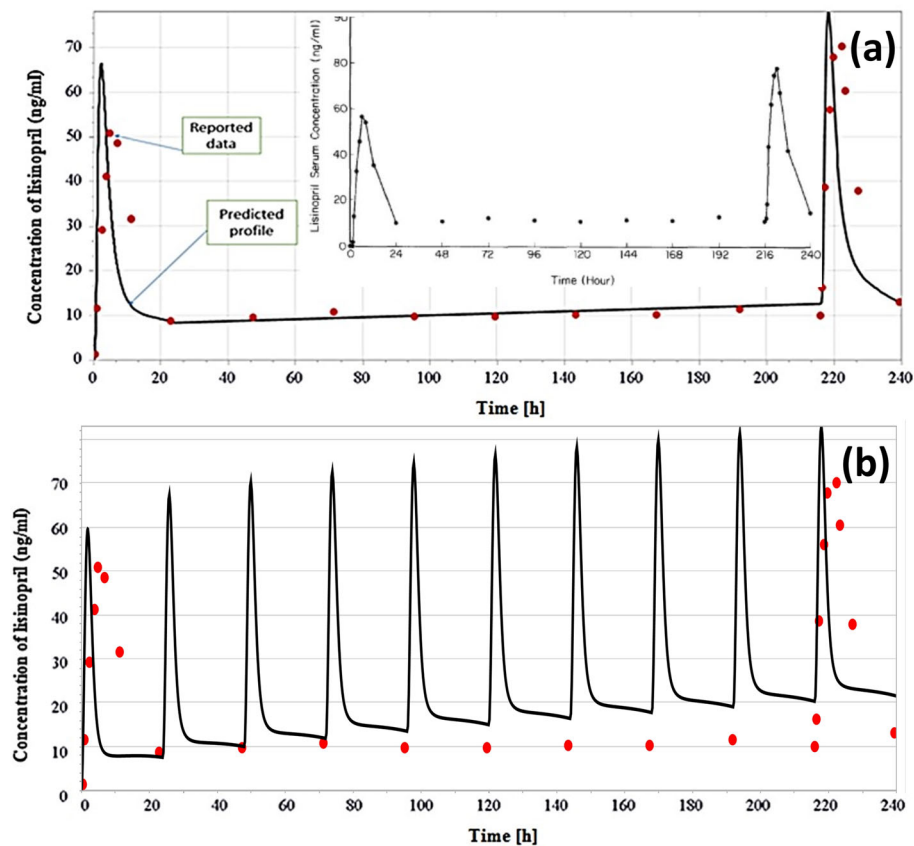 (a)
Concentration of lisinopril (ng/ml)
70
60
50
40
30
20
10
0
Reported
data
Predicted
profile
Lisinopril Serum Concentration (ng/ml)
100
80
60
40
20
0
0 24 48 72 96 120 144 168 192 216 240
Time (Hour)
0 20 40 60 80 100 120 140 160 180 200 220 240
Time [h]
(b)
Concentration of lisinopril (ng/ml)
70
60
50
40
30
20
10
0
0 20 40 60 80 100 120 140 160 180 200 220 240
Time [h]